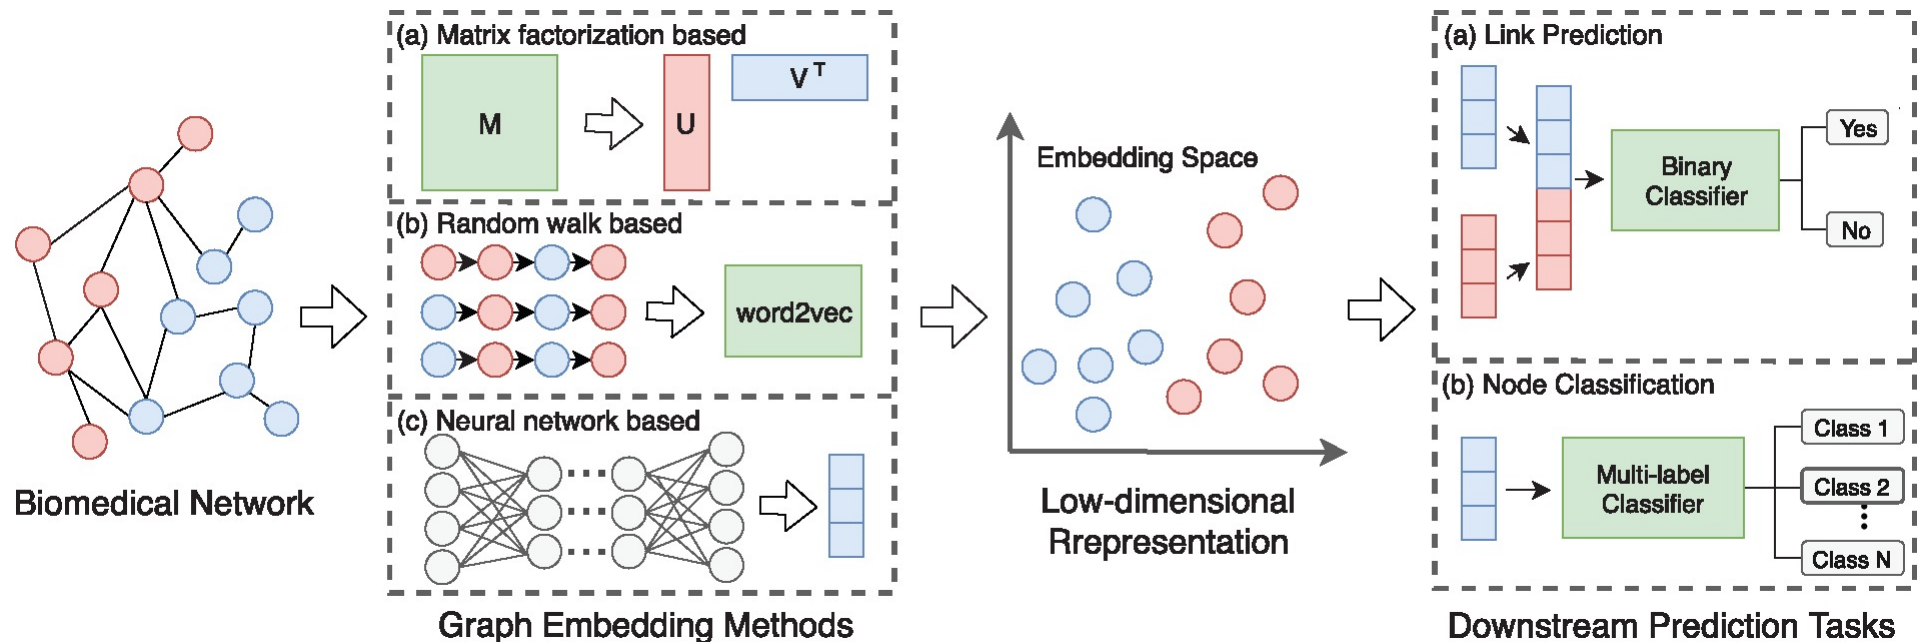 Biomedical Network
(a) Matrix factorization based
M
U
V T
(b) Random walk based
word2vec
(c) Neural network based
Graph Embedding Methods
Embedding Space
Low-dimensional
Rrepresentation
(a) Link Prediction
Binary
Classifier
Yes
No
(b) Node Classification
Multi-label
Classifier
Class 1
Class 2
Class N
Downstream Prediction Tasks